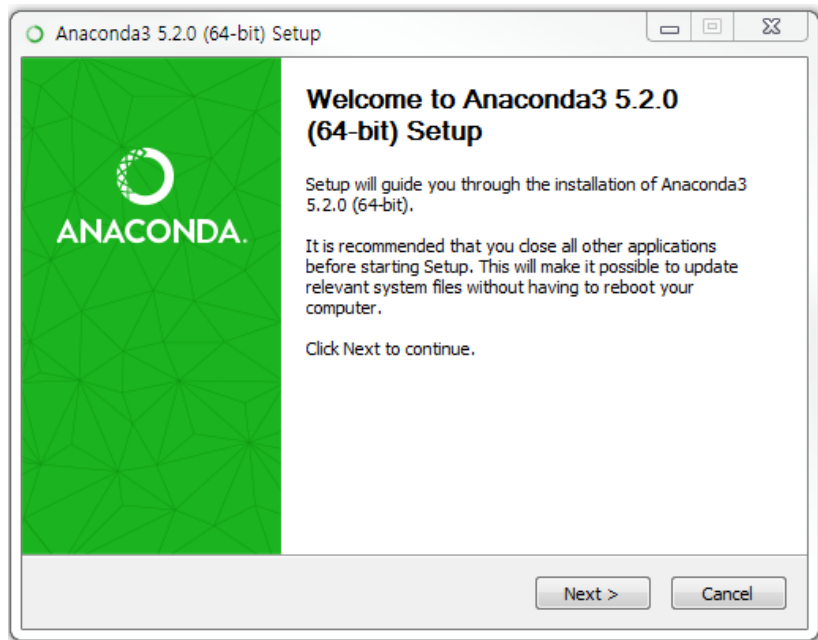 Anaconda3 5.2.0 (64-bit) Setup
ANACONDA.
Welcome to Anaconda3 5.2.0
(64-bit) Setup
Setup will guide you through the installation of Anaconda3
5.2.0 (64-bit).
It is recommended that you close all other applications
before starting Setup. This will make it possible to update
relevant system files without having to reboot your
computer.
Click Next to continue.
Next >
Cancel